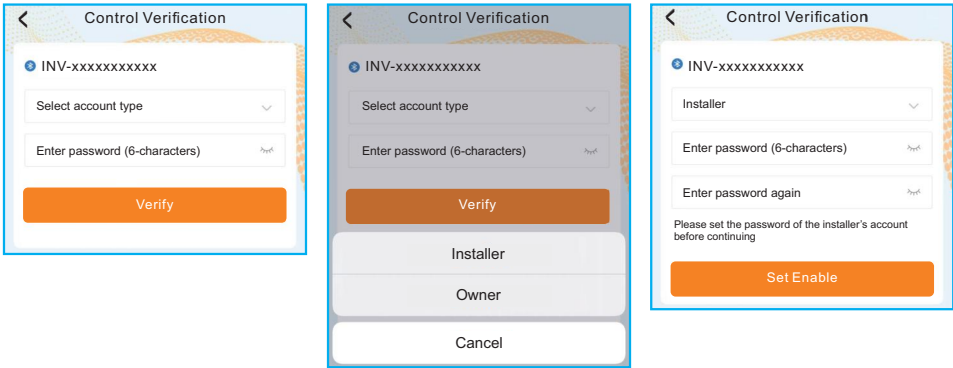 Control Verification
INV-xxxxxxxxxxx
Select account type
Enter password (6-characters)
Verify
Control Verification
INV-xxxxxxxxxxx
Select account type
Enter password (6-characters)
Verify
Installer
Owner
Cancel
Control Verification
INV-xxxxxxxxxxx
Installer
Enter password (6-characters)
Enter password again
Please set the password of the installer's account
before continuing
Set Enable